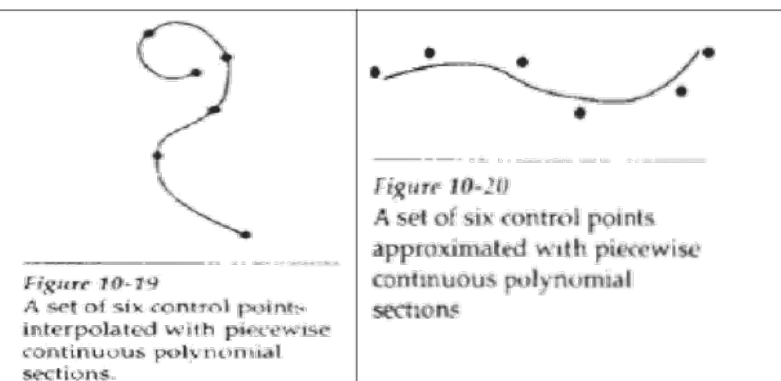 Figure 10-19
A set of six control points
interpolated with piecewise
continuous polynomial
sections.
Figure 10-20
A set of six control points
approximated with piecewise
continuous polynomial
sections